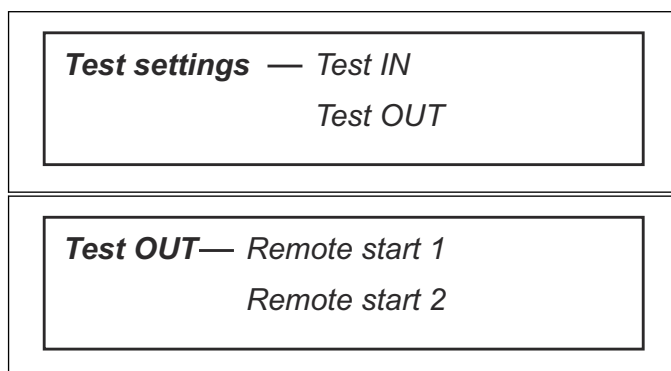 Test settings — Test IN
Test OUT
Test OUT — Remote start 1
Remote start 2